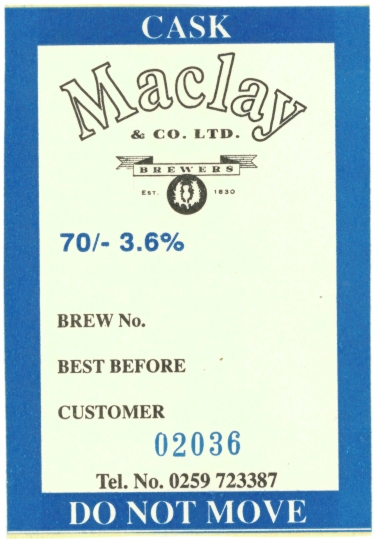 CASK
Maclay
& CO. LTD.
BREWERS
EST. 1830
70/- 3.6%
BREW No.
BEST BEFORE
CUSTOMER
02036
Tel. No. 0259 723387
DO NOT MOVE